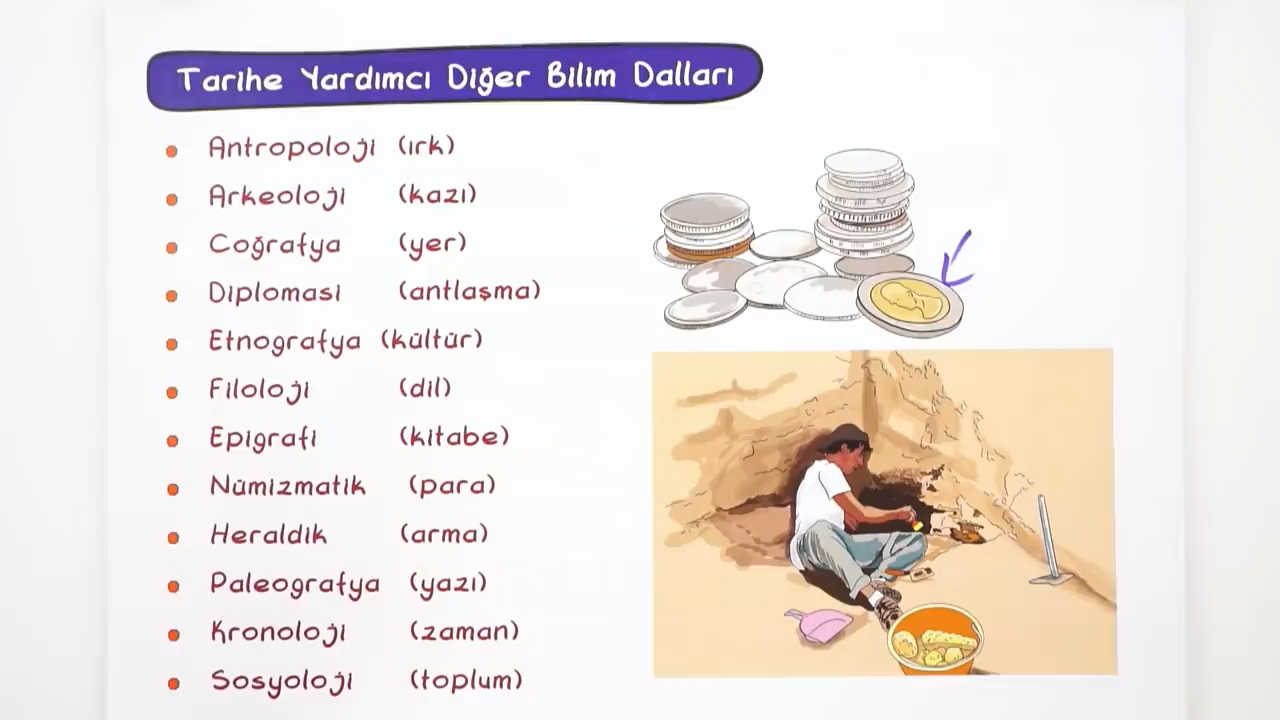 Tarihe Yardımcı Diğer Bilim Dalları
Antropoloji (ırk)
Arkeoloji (kazı)
Coğrafya (yer)
Diplomasi (antlaşma)
Etnografya (kültür)
Filoloji (dil)
Epigrafi (kitabe)
Nümizmatik (para)
Heraldik (arma)
Paleografya (yazı)
Kronoloji (zaman)
Sosyoloji (toplum)